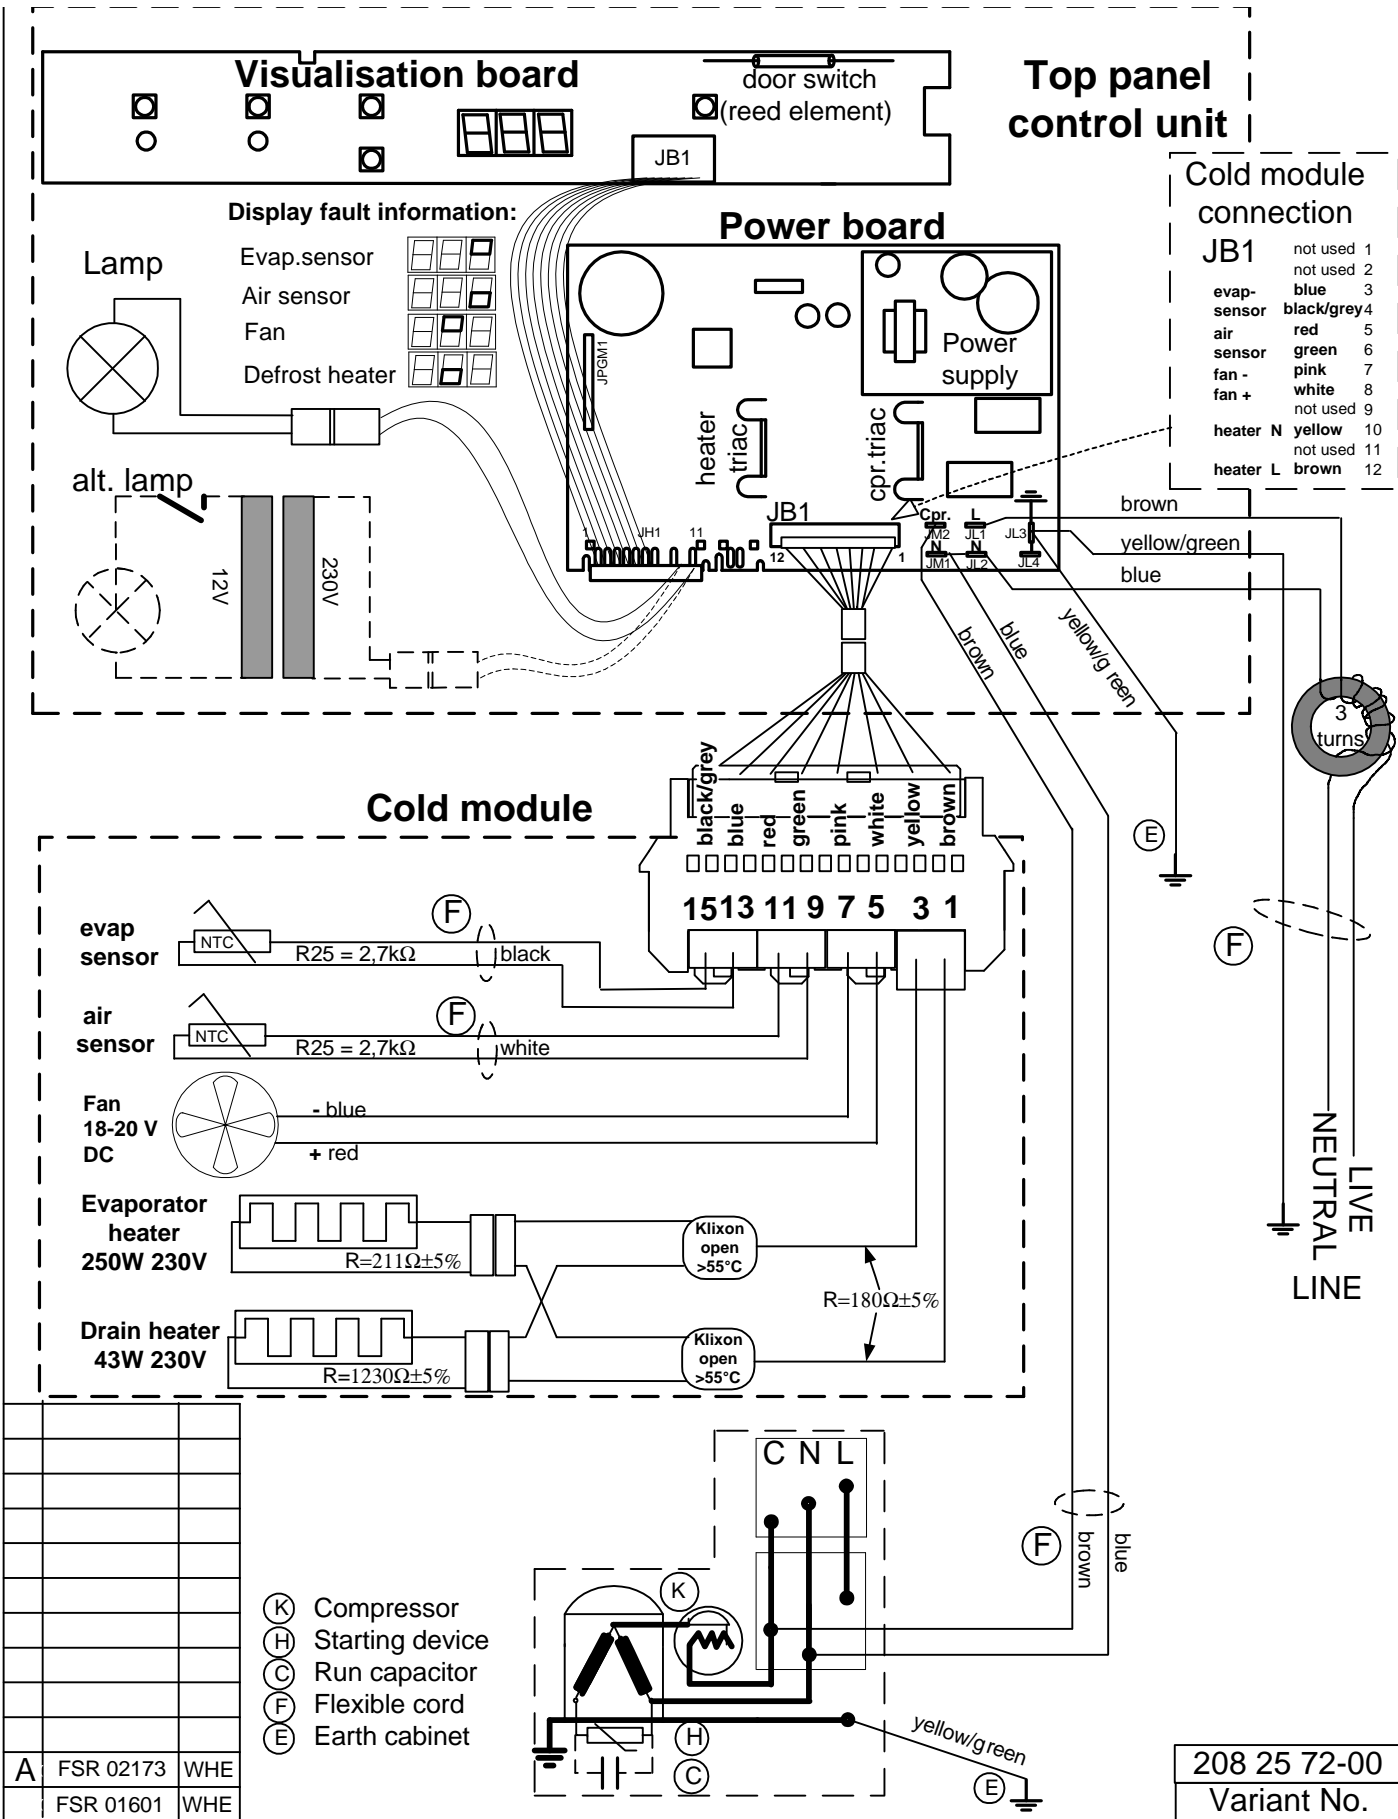 Visualisation board
door switch
(reed element)
JB1
Top panel
control unit
Display fault information:
Evap.sensor
Air sensor
Fan
Defrost heater
Lamp
alt. lamp
12V
230V
Power board
JPGM1
Power
supply
heater
triac
cpr.triac
JB1
12
1
1
JH1
11
Cpr.
L
JM2
JL1
JL3
N
N
JM1
JL2
JL4
Cold module
connection
JB1
not used 1
not used 2
evap- blue 3
sensor black/grey 4
air red 5
sensor green 6
fan - pink 7
fan + white 8
not used 9
heater N yellow 10
not used 11
heater L brown 12
brown
yellow/green
blue
brown
blue
yellow/g reen
3
turns
E
F
NEUTRAL
LIVE
LINE
Cold module
black/grey
blue
red
green
pink
white
yellow
brown
15 13 11 9 7 5 3 1
evap
sensor
NTC
R25 = 2,7kΩ
F
black
air
sensor
NTC
R25 = 2,7kΩ
F
white
Fan
18-20 V
DC
- blue
+ red
Evaporator
heater
250W 230V
R=211Ω±5%
Klixon
open
>55°C
R=180Ω±5%
Drain heater
43W 230V
R=1230Ω±5%
Klixon
open
>55°C
C N L
F
brown
blue
K
H
C
yellow/green
E
K Compressor
H Starting device
C Run capacitor
F Flexible cord
E Earth cabinet
A FSR 02173 WHE
FSR 01601 WHE
208 25 72-00
Variant No.